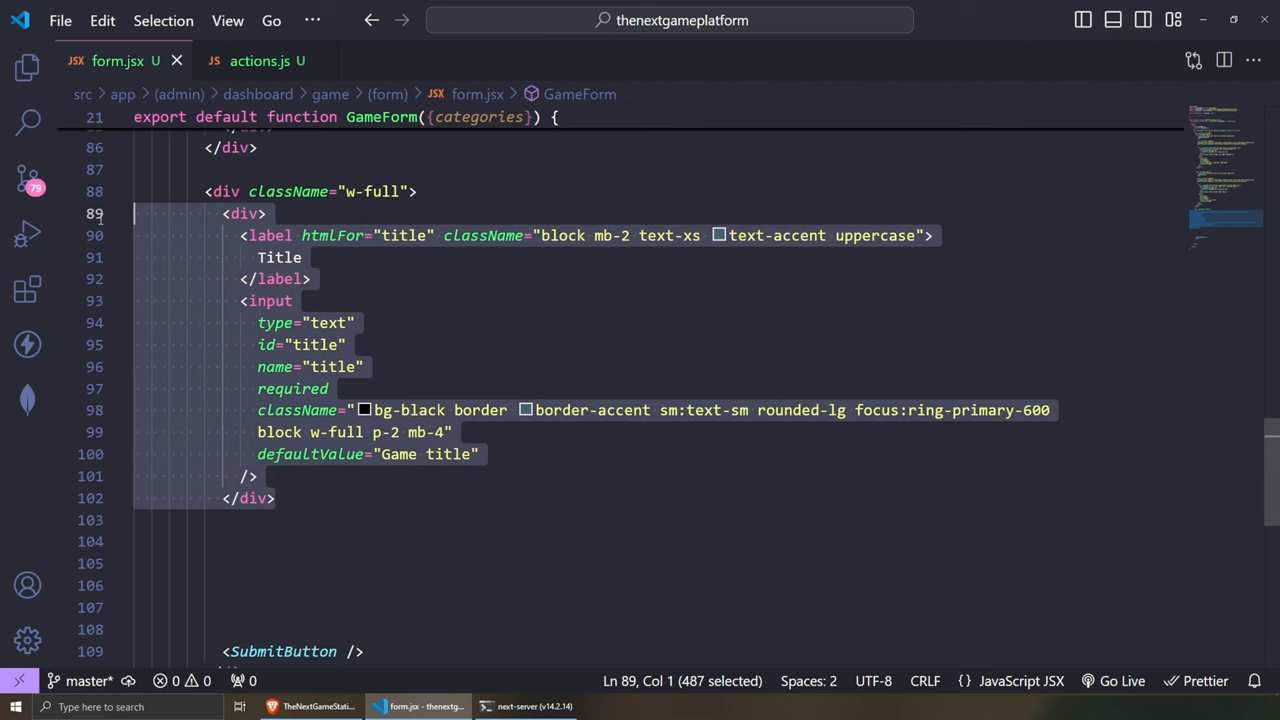 File Edit Selection View Go ··· thenextgameplatform
JSX form.jsx U JS actions.js U
src > app > (admin) > dashboard > game > (form) > JSX form.jsx > GameForm
21 export default function GameForm({categories}) {
86 </div>
87
88 <div className="w-full">
89 <div>
90 <label htmlFor="title" className="block mb-2 text-xs text-accent uppercase">
91 Title
92 </label>
93 <input
94 type="text"
95 id="title"
96 name="title"
97 required
98 className=" bg-black border border-accent sm:text-sm rounded-lg focus:ring-primary-600
99 block w-full p-2 mb-4"
100 defaultValue="Game title"
101 />
102 </div>
103
104
105
106
107
108
109 <SubmitButton />
79
master* 0 0 0 Ln 89, Col 1 (487 selected) Spaces: 2 UTF-8 CRLF {} JavaScript JSX Go Live Prettier
Type here to search TheNextGameStati... form.jsx - thenextg... next-server (v14.2.14)